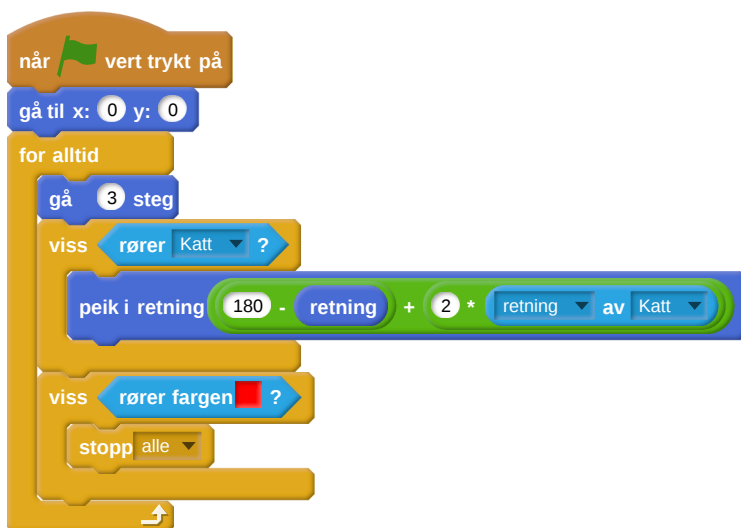 når vert trykt på
gå til x: 0 y: 0
for alltid
gå 3 steg
viss rører Katt ?
peik i retning 180 - retning + 2 * retning av Katt
viss rører fargen ?
stopp alle